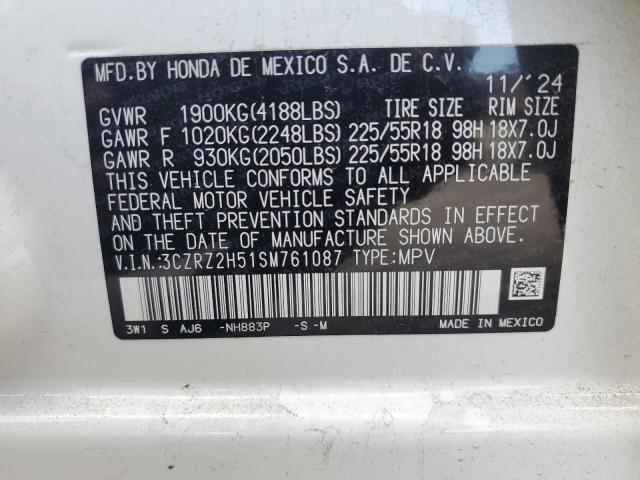 MFD.BY HONDA DE MEXICO S.A. DE C.V.
11/'24
GVWR 1900KG(4188LBS) TIRE SIZE RIM SIZE
GAWR F 1020KG(2248LBS) 225/55R18 98H 18X7.0J
GAWR R 930KG(2050LBS) 225/55R18 98H 18X7.0J
THIS VEHICLE CONFORMS TO ALL APPLICABLE
FEDERAL MOTOR VEHICLE SAFETY
AND THEFT PREVENTION STANDARDS IN EFFECT
ON THE DATE OF MANUFACTURE SHOWN ABOVE.
V.I.N.:3CZRZ2H51SM761087 TYPE:MPV
3W1 S AJ6 -NH883P -S -M MADE IN MEXICO